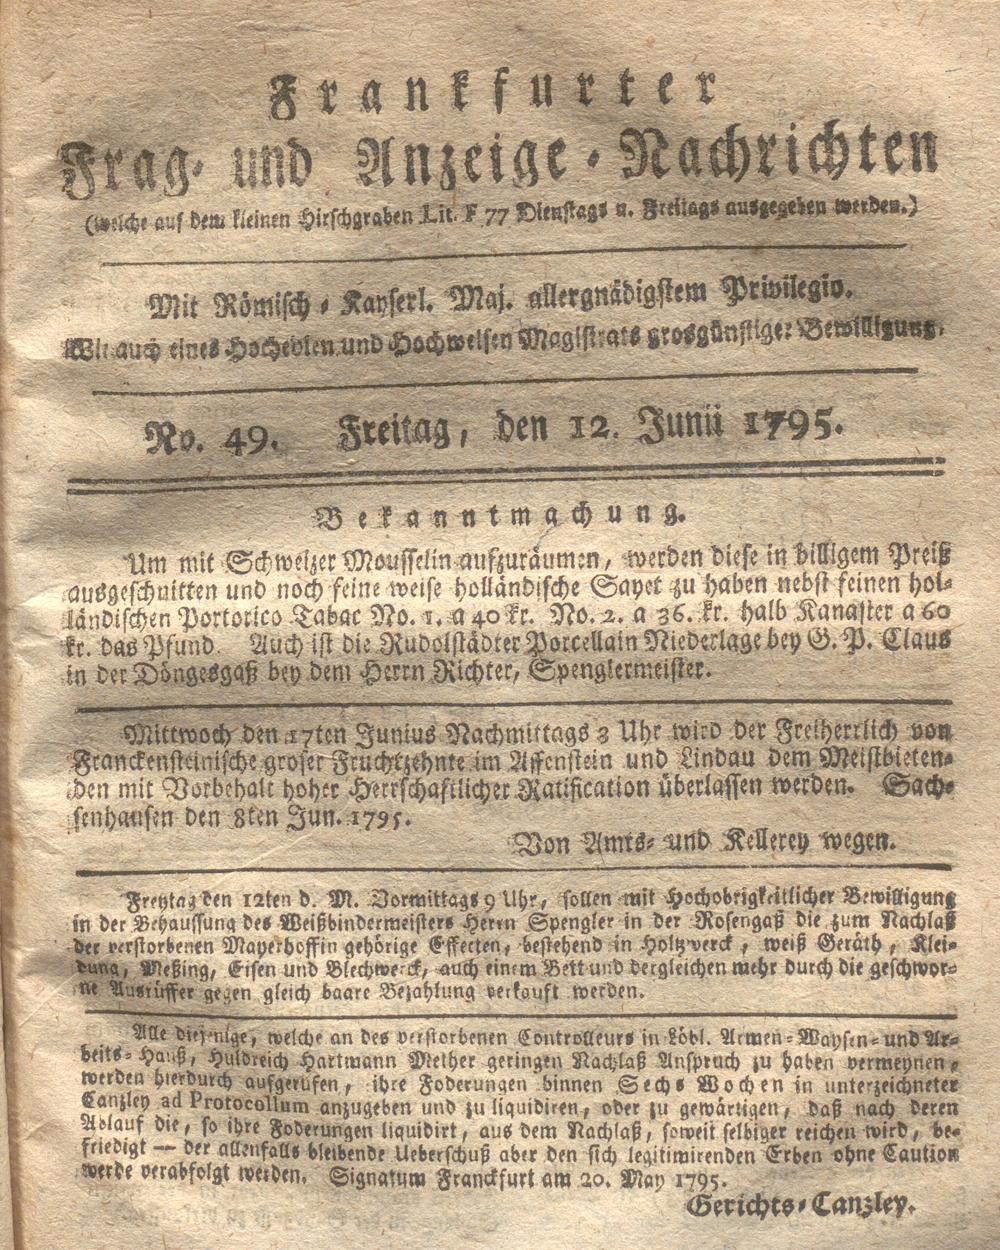 Frankfurter
Frag- und Anzeige-Nachrichten
(welche auf dem kleinen Hirschgraben Lit. F 77 Dienstags u. Freitags ausgegeben werden.)
Mit Römisch-Kayserl. Maj. allergnädigstem Privilegio.
Wie auch eines Hochedlen und Hochweisen Magistrats grosgünstiger Bewilligung.
No. 49. Freitag, den 12. Junii 1795.
Bekanntmachung.
Um mit Schweizer Mousselin aufzuräumen, werden diese in billigem Preiß
ausgeschnitten und noch feine weise holländische Sayet zu haben nebst feinen hol-
ländischen Portorico Tabac No. 1. a 40 kr. No. 2. a 36. kr. halb Kanaster a 60
kr. das Pfund. Auch ist die Rudolstädter Porcellain Niederlage bey G. P. Claus
in der Döngesgaß bey dem Herrn Richter, Spenglermeister.
Mittwoch den 17ten Junius Nachmittags 3 Uhr wird der Freiherrlich von
Franckensteinische groser Fruchtzehnte im Affenstein und Lindau dem Meistbieten-
den mit Vorbehalt hoher Herrschaftlicher Ratification überlassen werden. Sach-
senhausen den 8ten Jun. 1795.
Von Amts- und Kellerey wegen.
Freytag den 12ten d. M. Vormittags 9 Uhr, sollen mit Hochobrigkeitlicher Bewilligung
in der Behaussung des Weißbindermeisters Herrn Spengler in der Rosengaß die zum Nachlaß
der verstorbenen Mayerhoffin gehörige Effecten, bestehend in Holtzverck, weiß Geräth, Klei-
dung, Meßing, Eisen und Blechwerck, auch einem Bett und dergleichen mehr durch die geschwor-
ne Ausrüffer gegen gleich baare Bezahlung verkauft werden.
Alle diejenige, welche an des verstorbenen Controlleurs in Löbl. Armen-Waysen- und Ar-
beits-Hauß, Huldreich Hartmann Mether geringen Nachlaß Anspruch zu haben vermeynen,
werden hierdurch aufgerufen, ihre Foderungen binnen Sechs Wochen in unterzeichneter
Canzley ad Protocollum anzugeben und zu liquidiren, oder zu gewärtigen, daß nach deren
Ablauf die, so ihre Foderungen liquidirt, aus dem Nachlaß, soweit selbiger reichen wird, be-
friedigt — der allenfalls bleibende Ueberschuß aber den sich legitimirenden Erben ohne Caution
werde verabfolgt werden. Signatum Franckfurt am 20. May 1795.
Gerichts-Canzley.